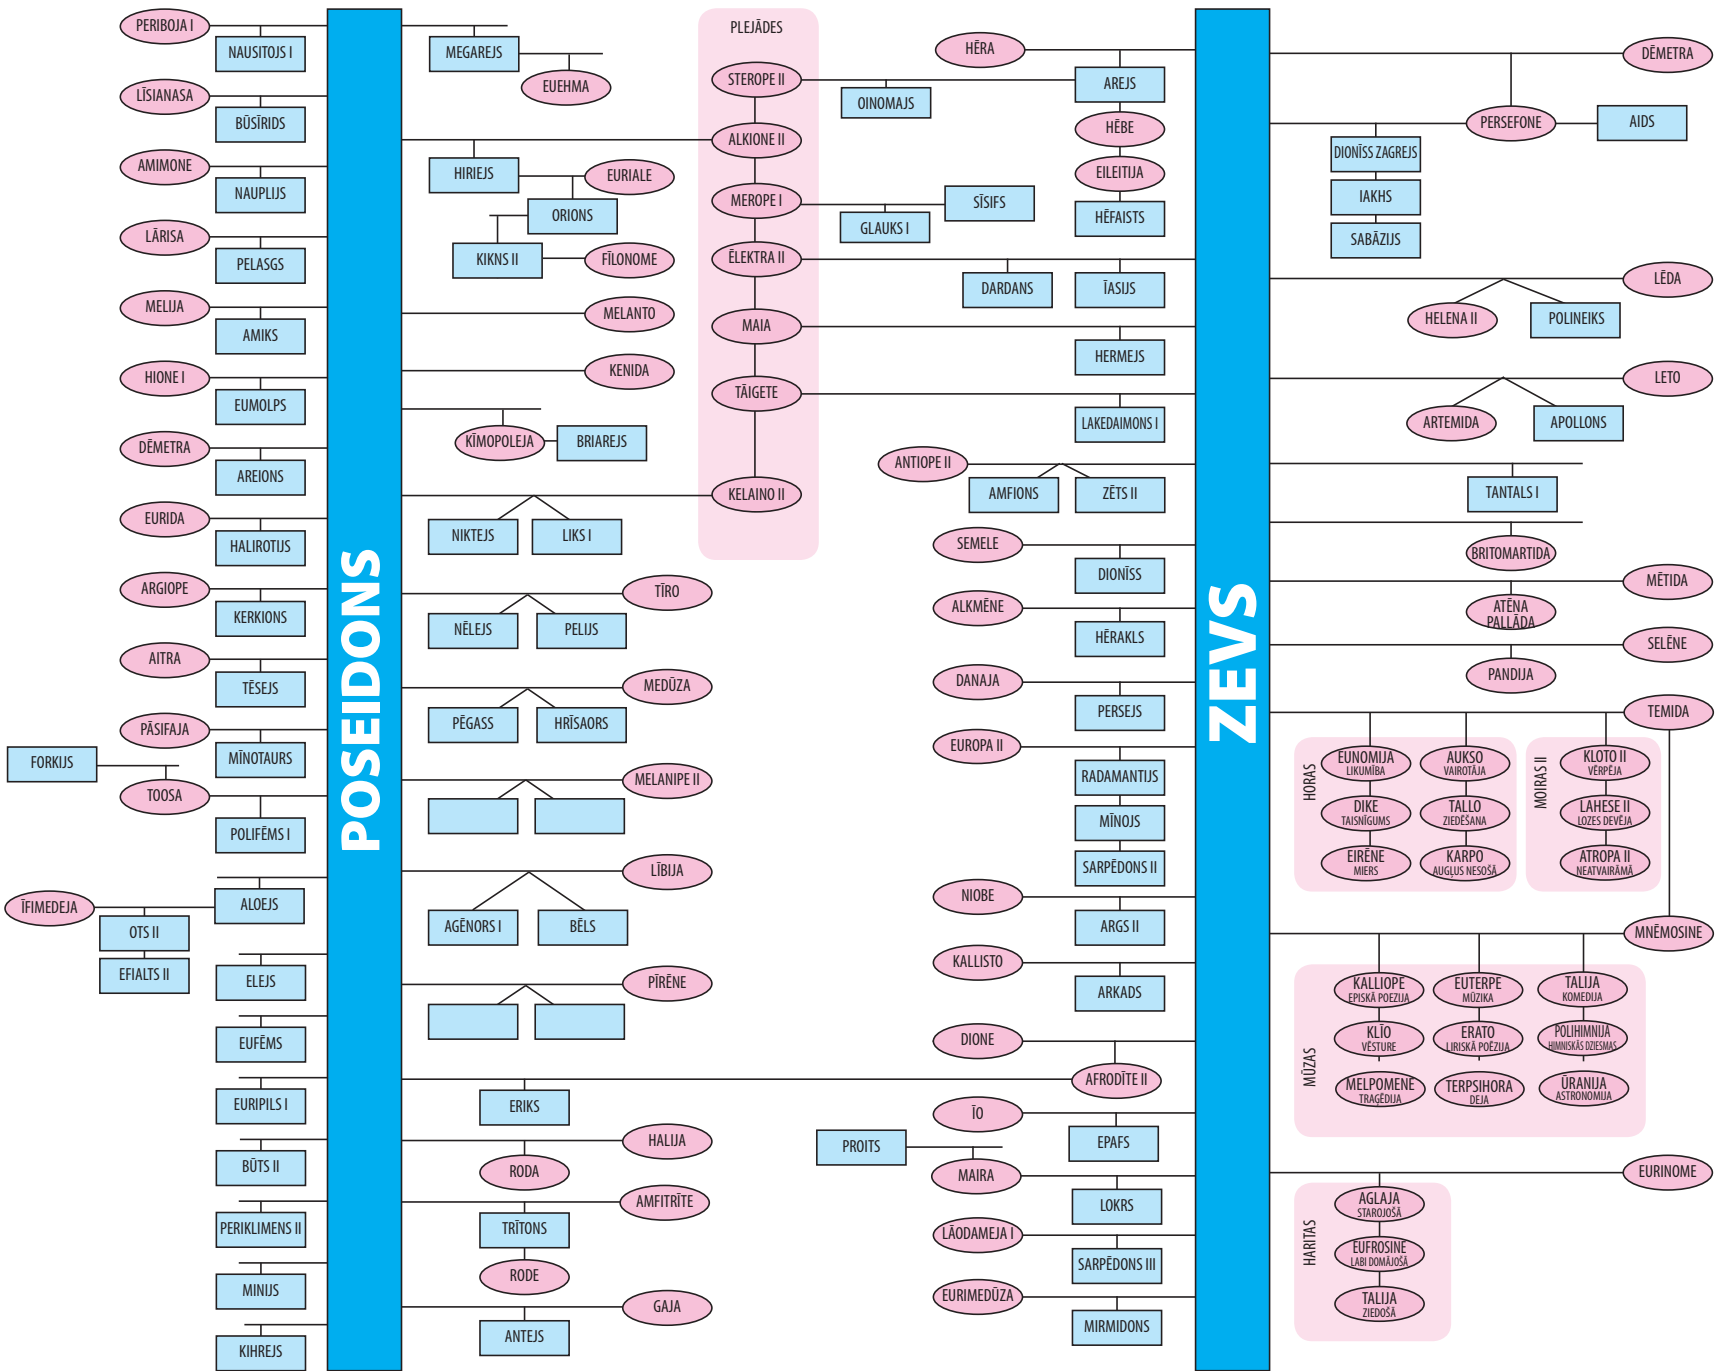 PERIBOJA I
NAUSITOJS I
LĪSIANASA
BŪSĪRIDS
AMIMONE
NAUPLIJS
LĀRISA
PELASGS
MELIJA
AMIKS
HIONE I
EUMOLPS
DĒMETRA
AREIONS
EURIDA
HALIROTIJS
ARGIOPE
KERKIONS
AITRA
TĒSEJS
PĀSIFAJA
MĪNOTAURS
FORKIJS
TOOSA
POLIFĒMS I
ĪFIMEDEJA
ALOEJS
OTS II
EFIALTS II
ELEJS
EUFĒMS
EURIPILS I
BŪTS II
PERIKLIMENS II
MINIJS
KIHREJS
POSEIDONS
MEGAREJS
EUEHMA
HIRIEJS
EURIALE
ORIONS
KIKNS II
FĪLONOME
MELANTO
KENIDA
KĪMOPOLEJA
BRIAREJS
NIKTEJS
LIKS I
TĪRO
NĒLEJS
PELIJS
MEDŪZA
PĒGASS
HRĪSAORS
MELANIPE II
LĪBIJA
AGĒNORS I
BĒLS
PĪRĒNE
ERIKS
HALIJA
RODA
AMFITRĪTE
TRĪTONS
RODE
GAJA
ANTEJS
PLEJĀDES
STEROPE II
ALKIONE II
MEROPE I
ĒLEKTRA II
MAIA
TĀIGETE
KELAINO II
HĒRA
AREJS
OINOMAJS
HĒBE
EILEITIJA
HĒFAISTS
SĪSIFS
GLAUKS I
DARDANS
ĪASIJS
HERMEJS
LAKEDAIMONS I
ANTIOPE II
AMFIONS
ZĒTS II
SEMELE
DIONĪSS
ALKMĒNE
HĒRAKLS
DANAJA
PERSEJS
EUROPA II
RADAMANTIJS
MĪNOJS
SARPĒDONS II
NIOBE
ARGS II
KALLISTO
ARKADS
DIONE
AFRODĪTE II
ĪO
EPAFS
PROITS
MAIRA
LOKRS
LĀODAMEJA I
SARPĒDONS III
EURIMEDŪZA
MIRMIDONS
ZEVS
DĒMETRA
PERSEFONE
AIDS
DIONĪSS ZAGREJS
IAKHS
SABĀZIJS
LĒDA
HELENA II
POLINEIKS
LETO
ARTEMIDA
APOLLONS
TANTALS I
BRITOMARTIDA
MĒTIDA
ATĒNA
PALLĀDA
SELĒNE
PANDIJA
TEMIDA
HORAS
EUNOMIJA
LIKUMĪBA
DIKE
TAISNĪGUMS
EIRĒNE
MIERS
AUKSO
VAIROTĀJA
TALLO
ZIEDĒŠANA
KARPO
AUGĻUS NESOŠĀ
MOIRAS II
KLOTO II
VĒRPĒJA
LAHESE II
LOZES DEVĒJA
ATROPA II
NEATVAIRĀMĀ
MNĒMOSINE
MŪZAS
KALLIOPE
EPISKĀ POEZIJA
KLĪO
VĒSTURE
MELPOMENE
TRAĢĒDIJA
EUTERPE
MŪZIKA
ERATO
LIRISKĀ POĒZIJA
TERPSIHORA
DEJA
TALIJA
KOMEDIJA
POLIHIMNIJA
HIMNISKĀS DZIESMAS
ŪRANIJA
ASTRONOMIJA
EURINOME
HARITAS
AGLAJA
STAROJOŠĀ
EUFROSINE
LABI DOMĀJOŠĀ
TALIJA
ZIEDOŠĀ